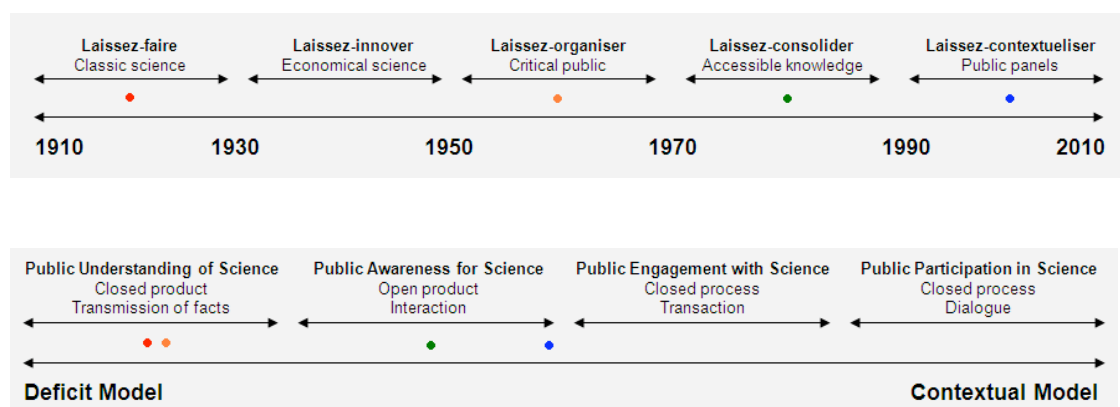 Laissez-faire Laissez-innover Laissez-organiser Laissez-consolider Laissez-contextueliser
Classic science Economical science Critical public Accessible knowledge Public panels
1910 1930 1950 1970 1990 2010
Public Understanding of Science Public Awareness for Science Public Engagement with Science Public Participation in Science
Closed product Open product Closed process Closed process
Transmission of facts Interaction Transaction Dialogue
Deficit Model Contextual Model